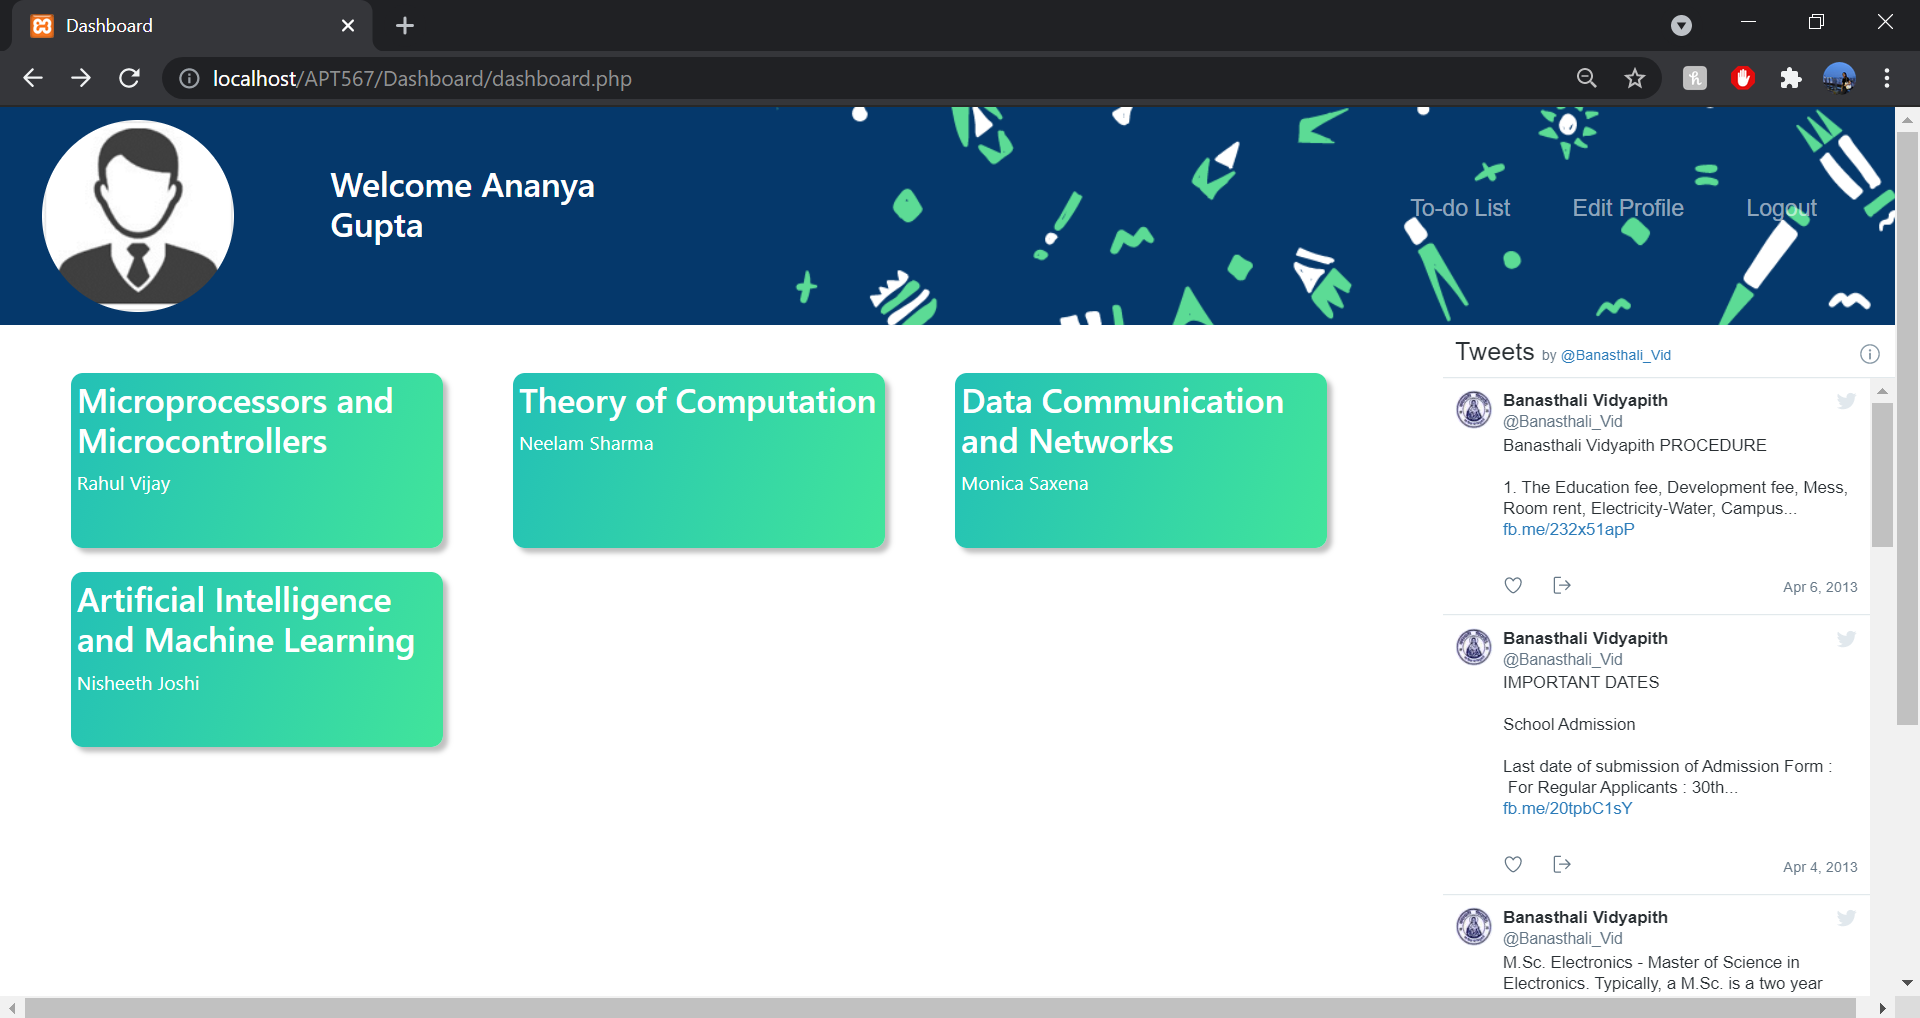 Dashboard
localhost/APT567/Dashboard/dashboard.php
Welcome Ananya
Gupta
To-do List
Edit Profile
Logout
Microprocessors and
Microcontrollers
Rahul Vijay
Theory of Computation
Neelam Sharma
Data Communication
and Networks
Monica Saxena
Artificial Intelligence
and Machine Learning
Nisheeth Joshi
Tweets by @Banasthali_Vid
Banasthali Vidyapith
@Banasthali_Vid
Banasthali Vidyapith PROCEDURE
1. The Education fee, Development fee, Mess,
Room rent, Electricity-Water, Campus...
fb.me/232x51apP
Apr 6, 2013
Banasthali Vidyapith
@Banasthali_Vid
IMPORTANT DATES
School Admission
Last date of submission of Admission Form :
For Regular Applicants : 30th...
fb.me/20tpbC1sY
Apr 4, 2013
Banasthali Vidyapith
@Banasthali_Vid
M.Sc. Electronics - Master of Science in
Electronics. Typically, a M.Sc. is a two year